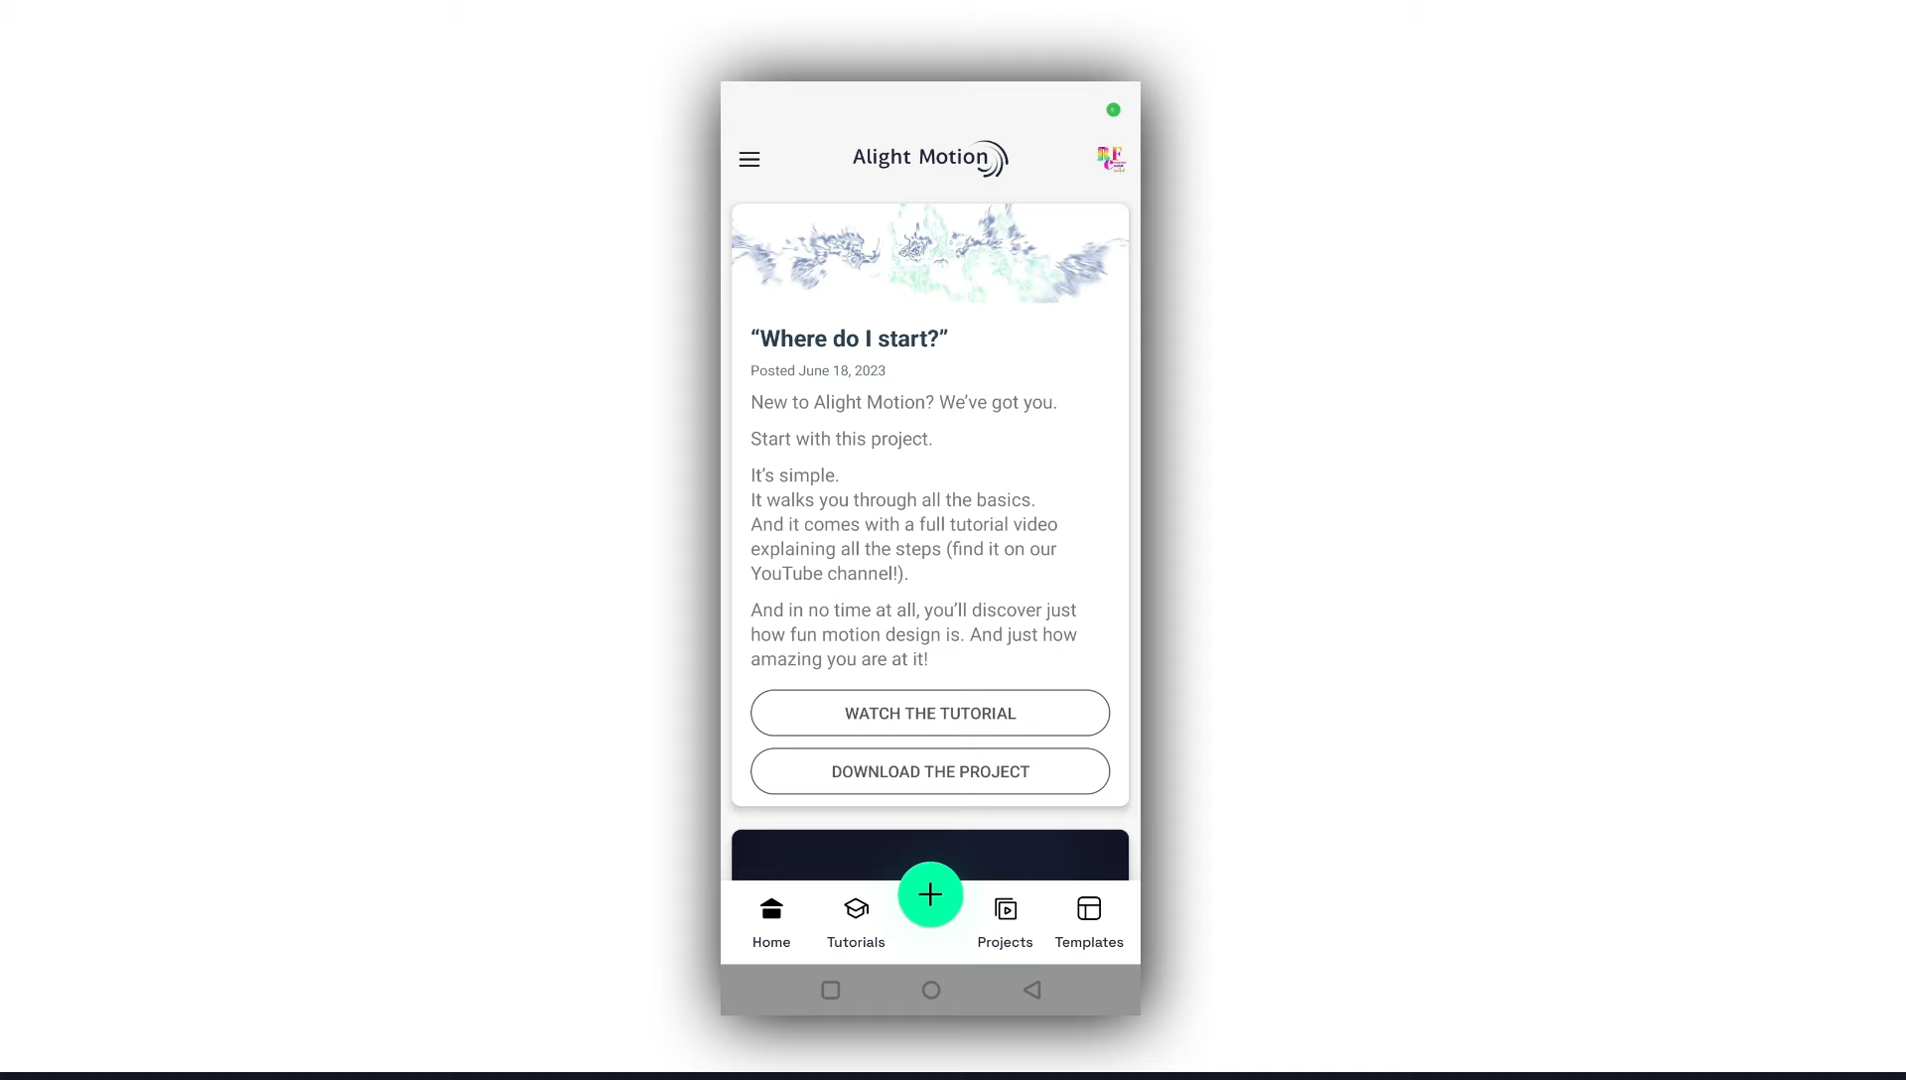 Alight Motion
“Where do I start?”
Posted June 18, 2023
New to Alight Motion? We’ve got you.
Start with this project.
It’s simple.
It walks you through all the basics.
And it comes with a full tutorial video
explaining all the steps (find it on our
YouTube channel!).
And in no time at all, you’ll discover just
how fun motion design is. And just how
amazing you are at it!
WATCH THE TUTORIAL
DOWNLOAD THE PROJECT
Home
Tutorials
Projects
Templates